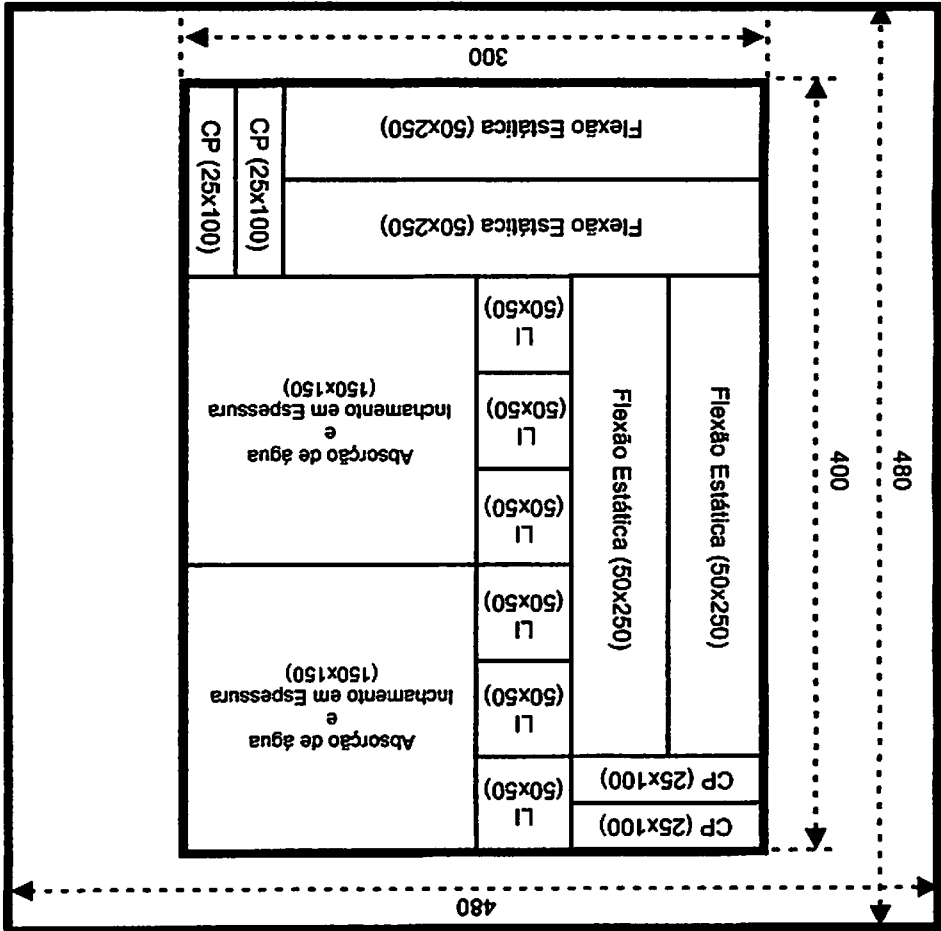 480
480
400
CP (25x100)
CP (25x100)
Flexão Estática (50x250)
Flexão Estática (50x250)
LI
(50x50)
LI
(50x50)
LI
(50x50)
LI
(50x50)
LI
(50x50)
LI
(50x50)
Absorção de água
e
Inchamento em Espessura
(150x150)
Absorção de água
e
Inchamento em Espessura
(150x150)
Flexão Estática (50x250)
Flexão Estática (50x250)
CP (25x100)
CP (25x100)
300